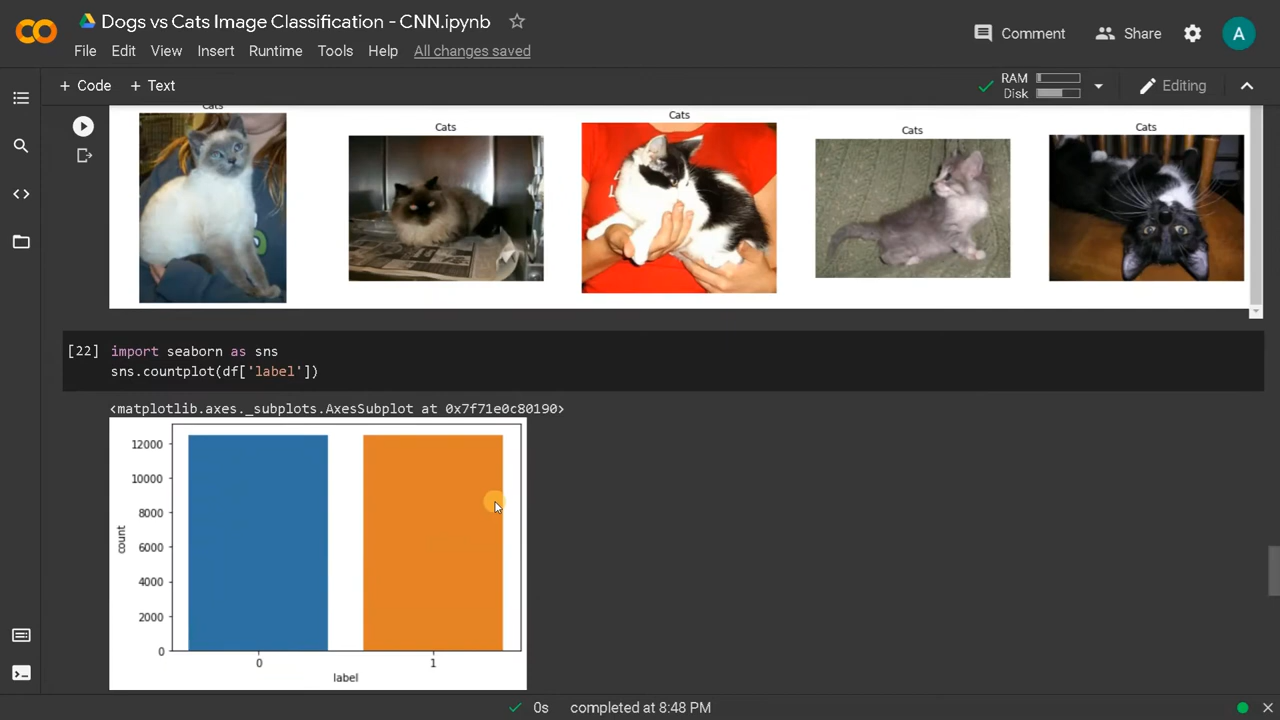 Dogs vs Cats Image Classification - CNN.ipynb
File Edit View Insert Runtime Tools Help All changes saved
Comment Share A
+ Code + Text
RAM
Disk
Editing
Cats Cats Cats Cats Cats
[22] import seaborn as sns
sns.countplot(df['label'])
<matplotlib.axes._subplots.AxesSubplot at 0x7f71e0c80190>
12000
10000
8000
6000
4000
2000
0
count
0 1
label
0s completed at 8:48 PM